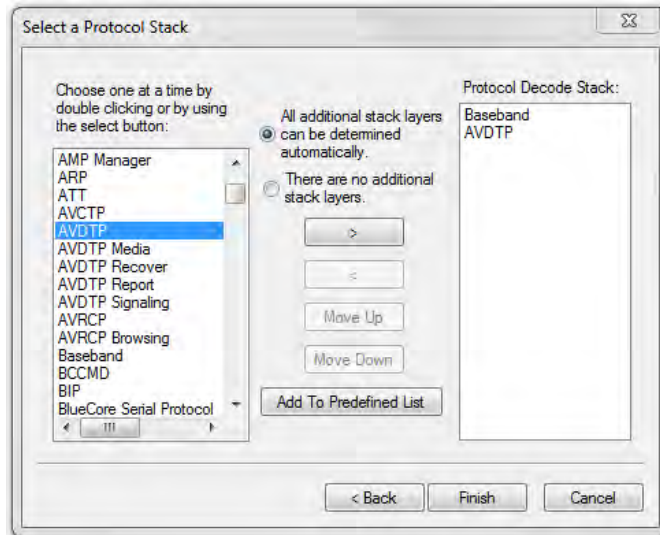 Select a Protocol Stack
Choose one at a time by
double clicking or by using
the select button:
AMP Manager
ARP
ATT
AVCTP
AVDTP
AVDTP Media
AVDTP Recover
AVDTP Report
AVDTP Signaling
AVRCP
AVRCP Browsing
Baseband
BCCMD
BIP
BlueCore Serial Protocol
All additional stack layers
can be determined
automatically.
There are no additional
stack layers.
>
<
Move Up
Move Down
Add To Predefined List
Protocol Decode Stack:
Baseband
AVDTP
< Back
Finish
Cancel